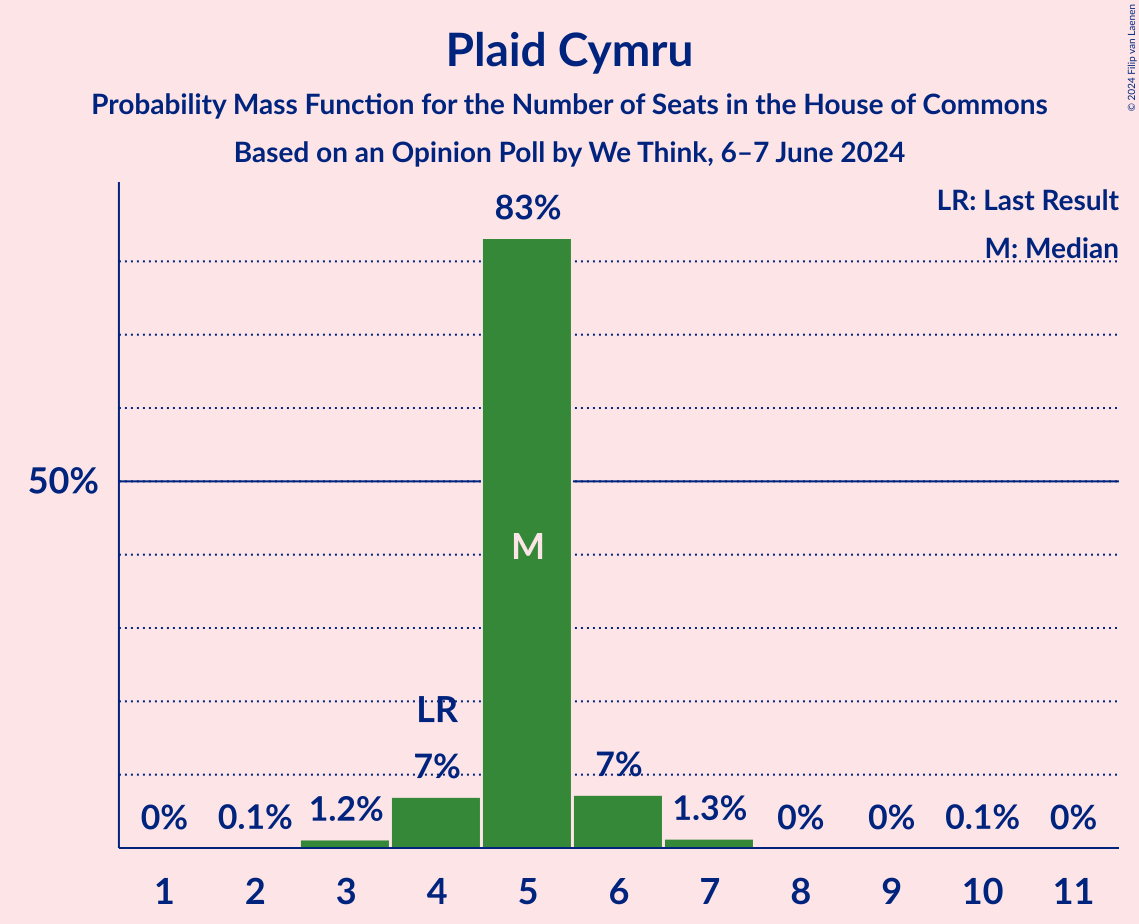 Plaid Cymru
Probability Mass Function for the Number of Seats in the House of Commons
Based on an Opinion Poll by We Think, 6–7 June 2024
© 2024 Filip van Laenen
LR: Last Result
M: Median
83%
50%
M
LR
7%
7%
0%
0.1%
1.2%
1.3%
0%
0%
0.1%
0%
1 2 3 4 5 6 7 8 9 10 11